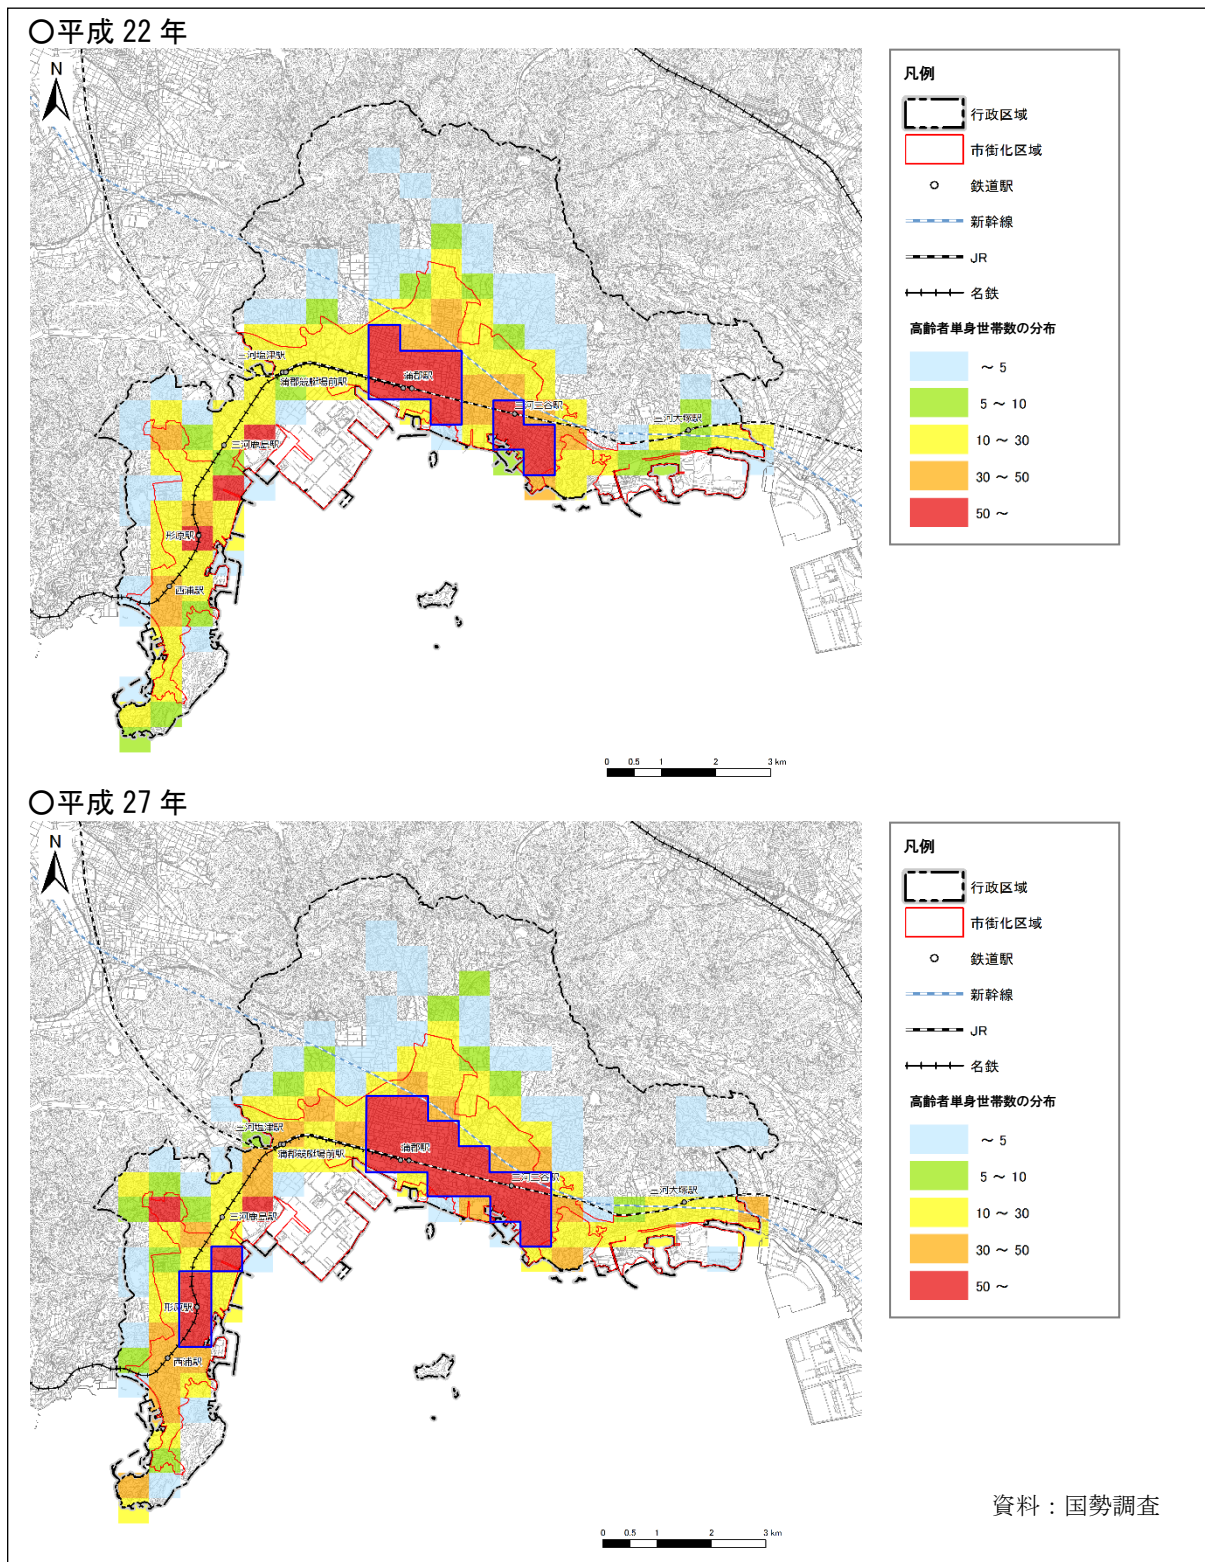 〇平成 22 年
N
三河塩津駅
蒲郡競艇場前駅
蒲郡駅
三河三谷駅
三河大塚駅
三河鹿島駅
形原駅
西浦駅
0 0.5 1 2 3 km
凡例
行政区域
市街化区域
鉄道駅
新幹線
JR
名鉄
高齢者単身世帯数の分布
～ 5
5 ～ 10
10 ～ 30
30 ～ 50
50 ～
〇平成 27 年
N
三河塩津駅
蒲郡競艇場前駅
蒲郡駅
三河三谷駅
三河大塚駅
三河鹿島駅
形原駅
西浦駅
0 0.5 1 2 3 km
凡例
行政区域
市街化区域
鉄道駅
新幹線
JR
名鉄
高齢者単身世帯数の分布
～ 5
5 ～ 10
10 ～ 30
30 ～ 50
50 ～
資料：国勢調査